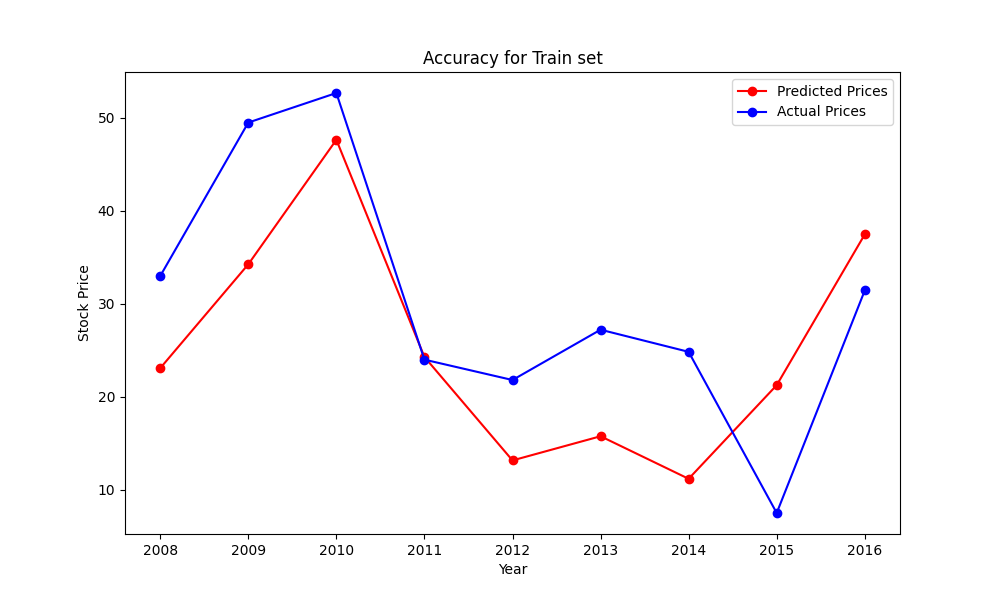 Accuracy for Train set
Predicted Prices
Actual Prices
Stock Price
50
40
30
20
10
2008 2009 2010 2011 2012 2013 2014 2015 2016
Year